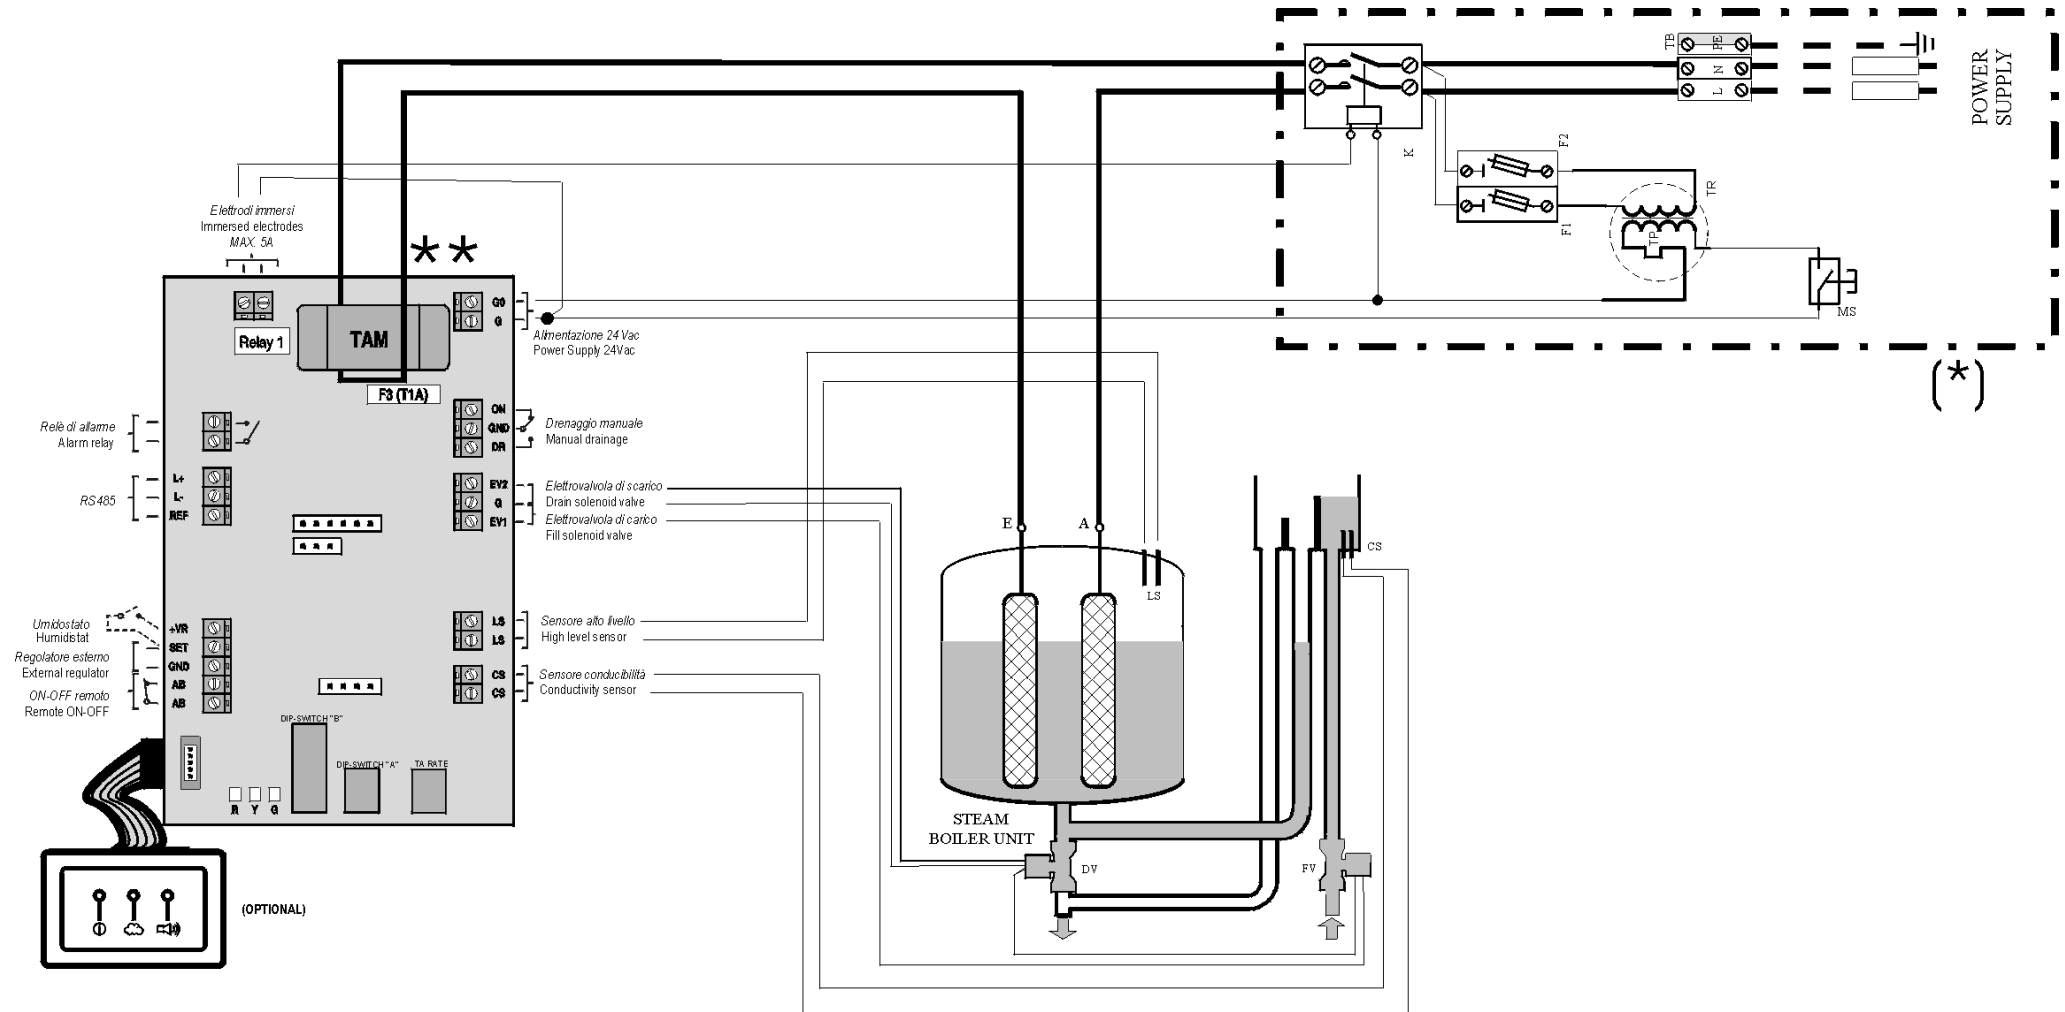 TB
PE
N
L
POWER
SUPPLY
K
F2
F1
TR
TP
MS
(*)
Elettrodi immersi
Immersed electrodes
MAX. 5A
**
Relay 1
TAM
F3 (T1A)
G0
G
Alimentazione 24 Vac
Power Supply 24Vac
ON
GND
DR
Drenaggio manuale
Manual drainage
Relè di allarme
Alarm relay
L+
L-
REF
RS485
EV2
G
EV1
Elettrovalvola di scarico
Drain solenoid valve
Elettrovalvola di carico
Fill solenoid valve
E
A
LS
CS
Umidostato
Humidistat
Regolatore esterno
External regulator
ON-OFF remoto
Remote ON-OFF
+VR
SET
GND
AB
AB
LS
LS
Sensore alto livello
High level sensor
CS
CS
Sensore conducibilità
Conductivity sensor
DIP-SWITCH "B"
DIP-SWITCH "A"
TA RATE
R Y G
STEAM
BOILER UNIT
DV
FV
(OPTIONAL)